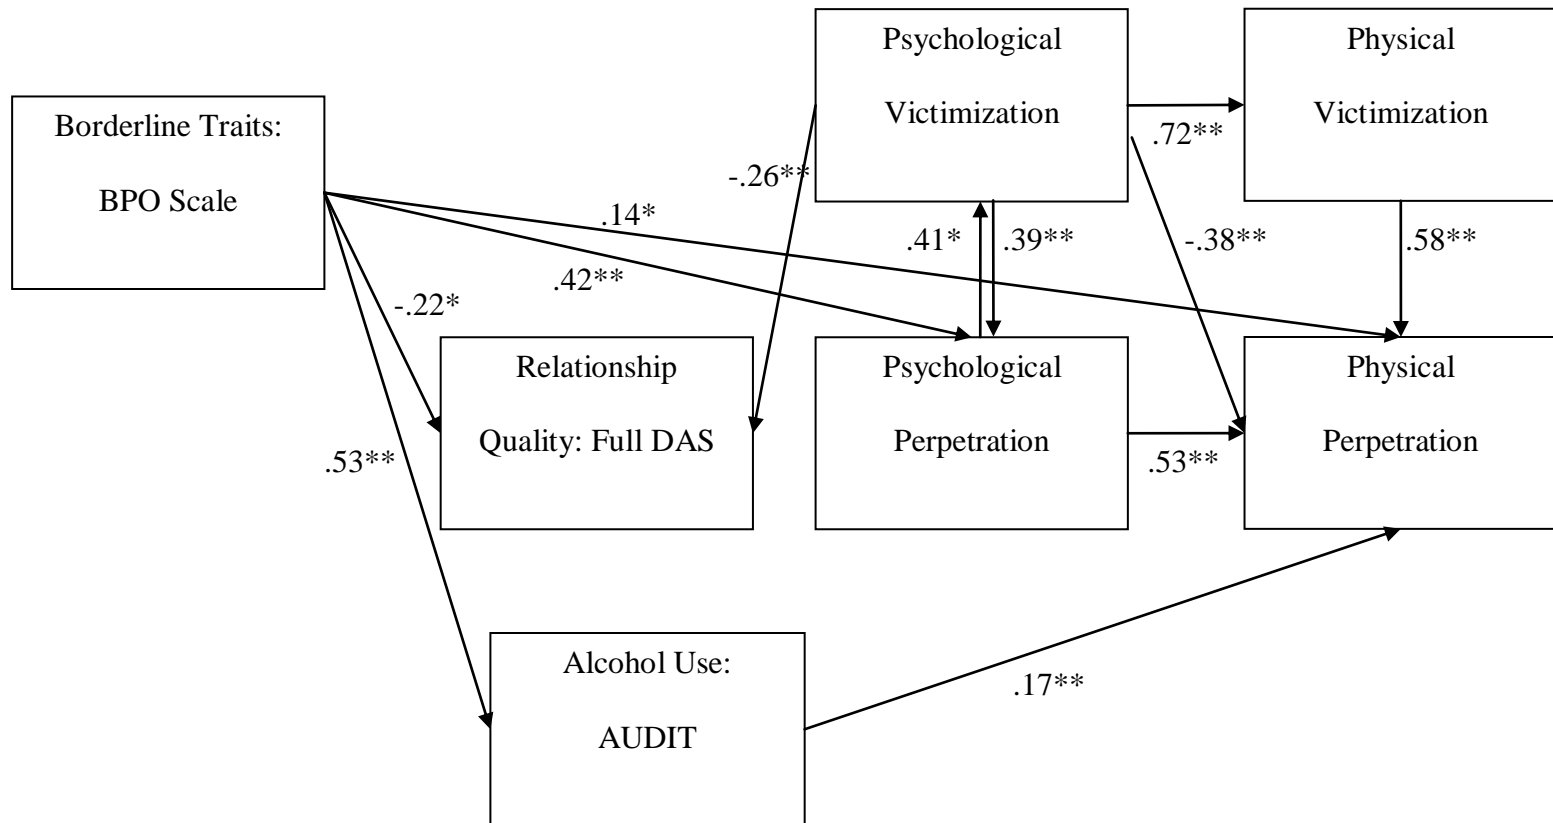 Psychological
Victimization
Physical
Victimization
Borderline Traits:
BPO Scale
.72**
-.26**
.14*
.41*
.39**
-.38**
.58**
.42**
-.22*
Relationship
Quality: Full DAS
Psychological
Perpetration
Physical
Perpetration
.53**
.53**
Alcohol Use:
AUDIT
.17**